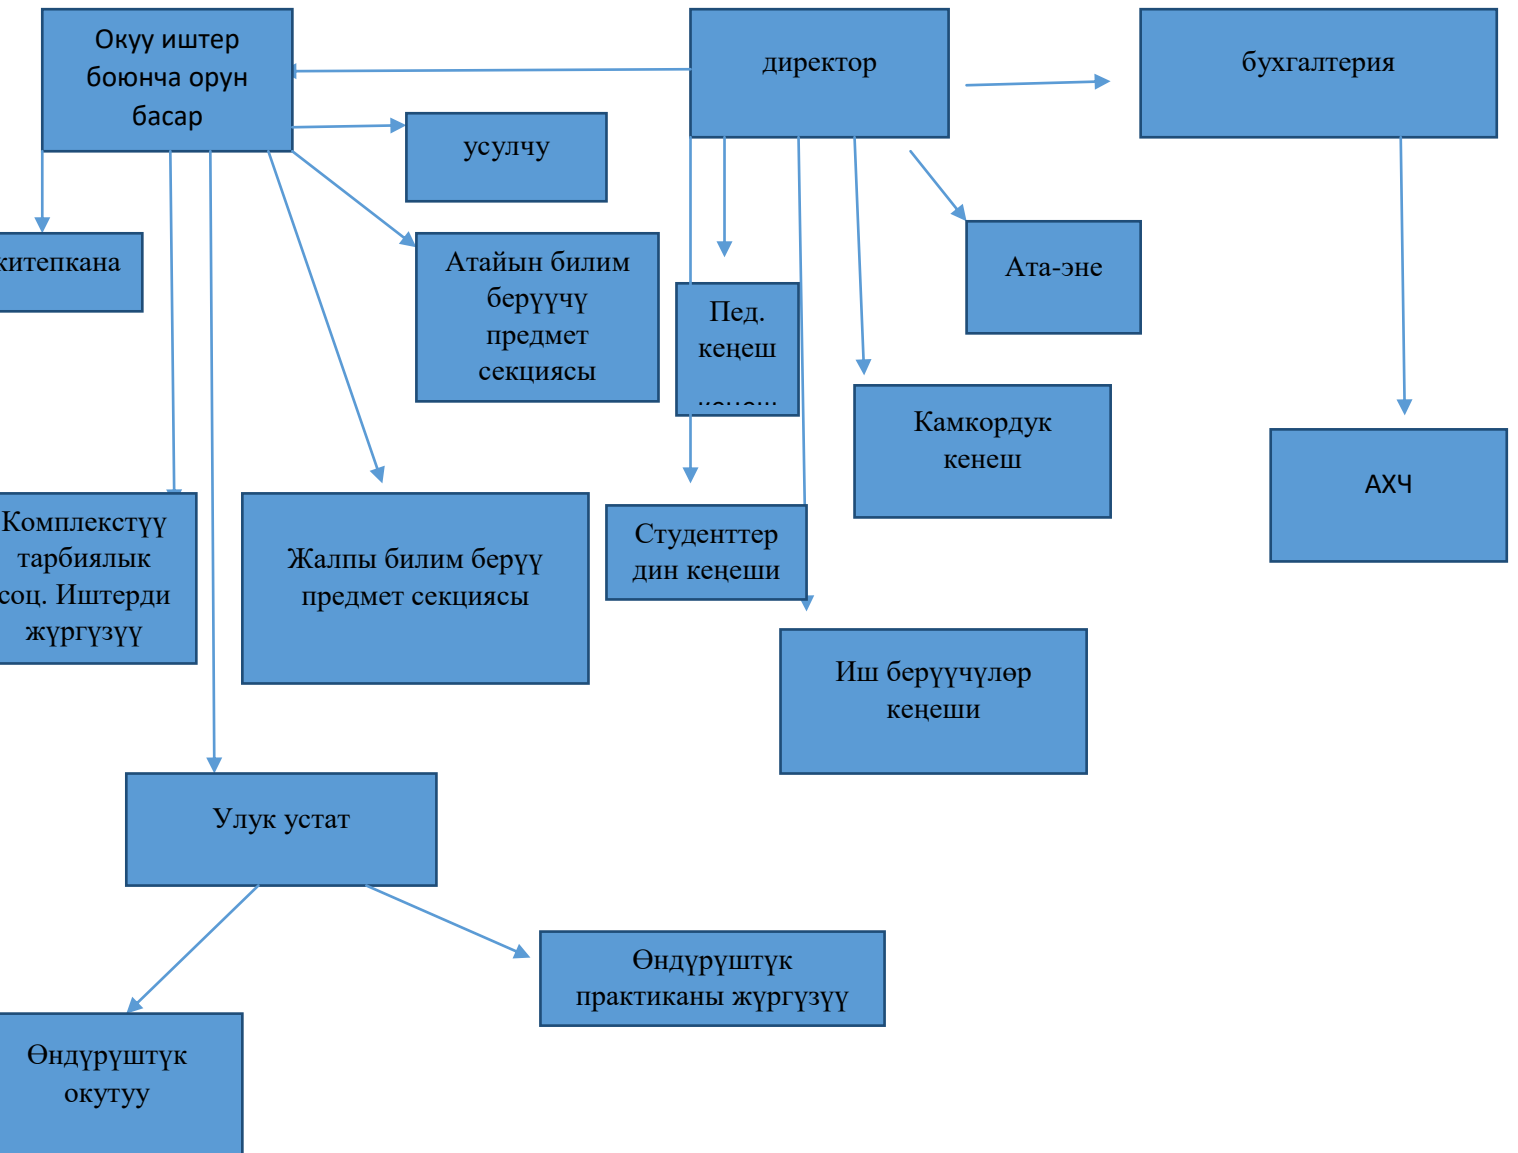 Окуу иштер
боюнча орун
басар
директор
бухгалтерия
усулчу
китепкана
Атайын билим
берүүчү
предмет
секциясы
Пед.
кеңеш
кеңеш
Ата-эне
Камкордук
кенеш
АХЧ
Комплекстүү
тарбиялык
соц. Иштерди
жүргүзүү
Жалпы билим берүү
предмет секциясы
Студенттер
дин кеңеши
Иш берүүчүлөр
кеңеши
Улук устат
Өндүрүштүк
практиканы жүргүзүү
Өндүрүштүк
окутуу